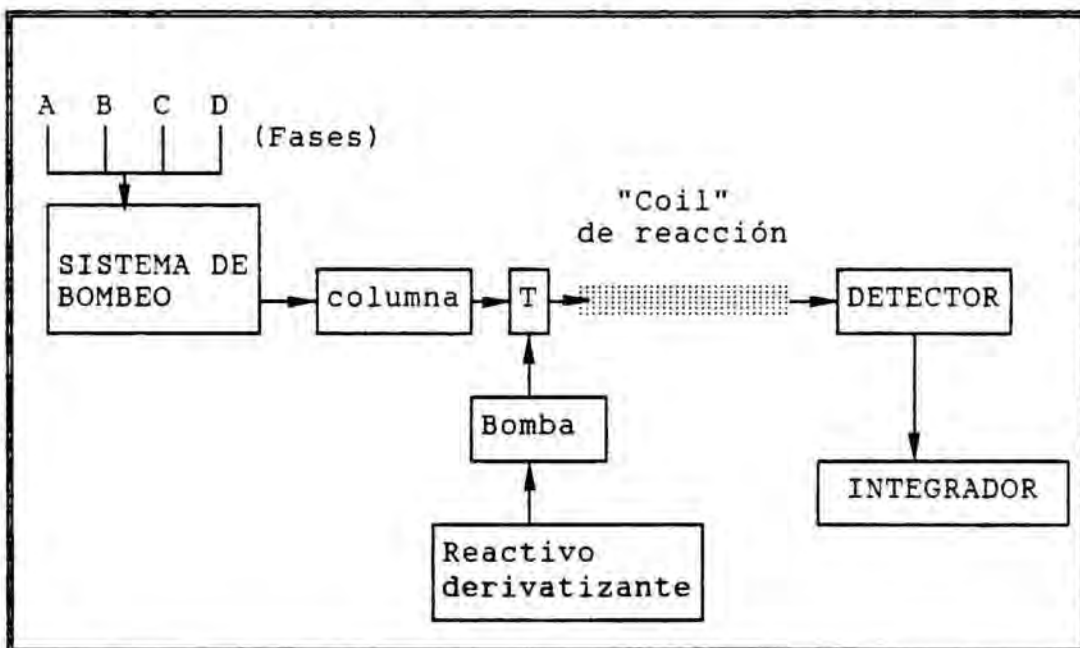 A B C D
(Fases)
"Coil"
de reacción
SISTEMA DE
BOMBEO
columna
T
DETECTOR
Bomba
INTEGRADOR
Reactivo
derivatizante